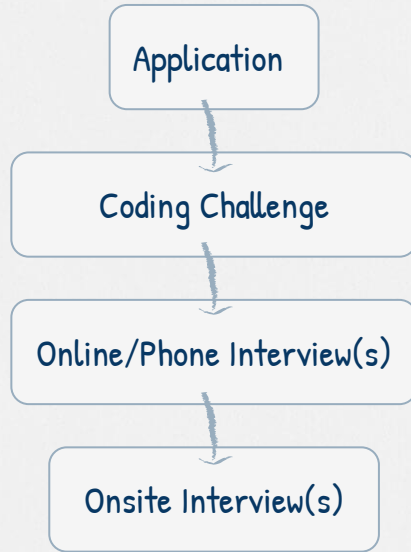 Application
Coding Challenge
Online/Phone Interview(s)
Onsite Interview(s)